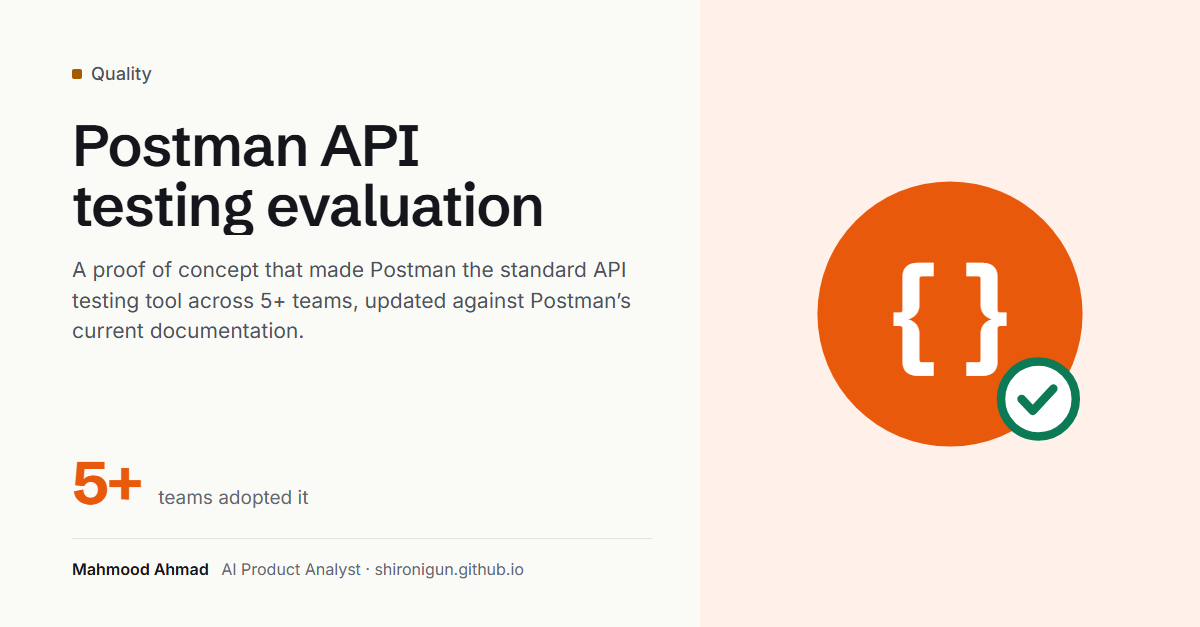 Quality
Postman API
testing evaluation
A proof of concept that made Postman the standard API
testing tool across 5+ teams, updated against Postman’s
current documentation.
{ }
5+ teams adopted it
Mahmood Ahmad AI Product Analyst · shironigun.github.io